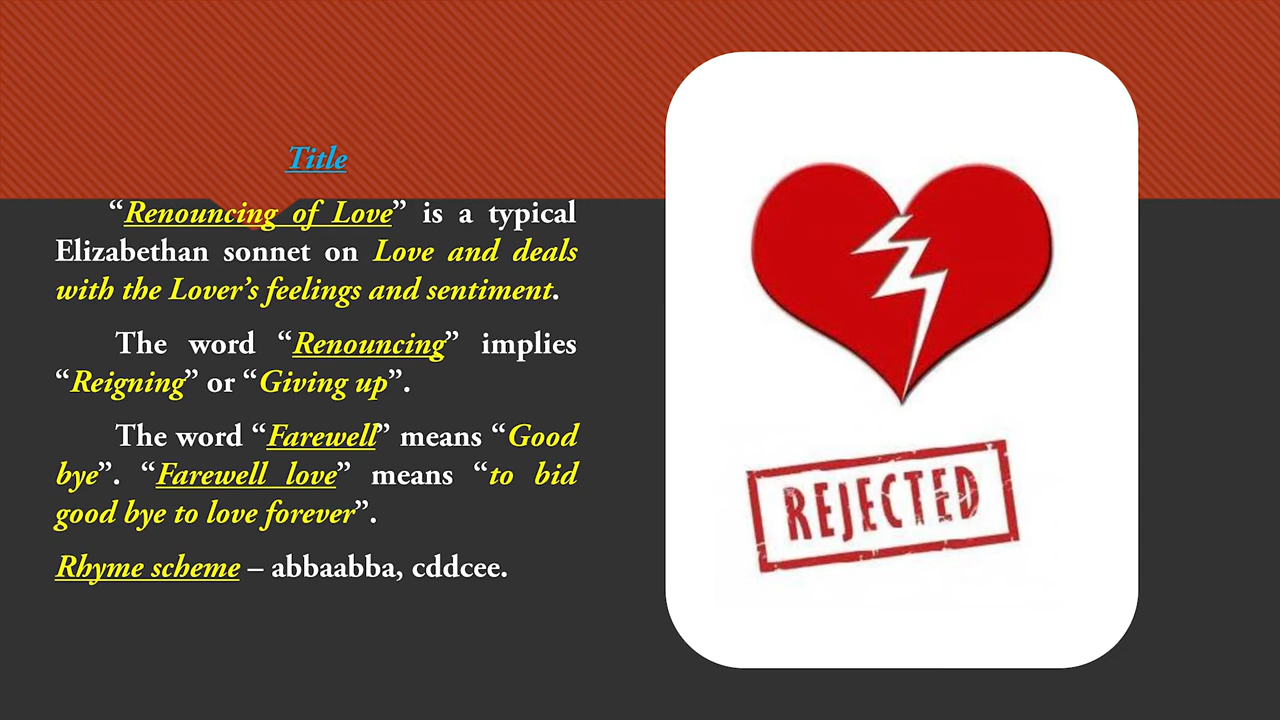 Title
“Renouncing of Love” is a typical
Elizabethan sonnet on Love and deals
with the Lover’s feelings and sentiment.
The word “Renouncing” implies
“Reigning” or “Giving up”.
The word “Farewell” means “Good
bye”. “Farewell love” means “to bid
good bye to love forever”.
Rhyme scheme – abbaabba, cddcee.
REJECTED